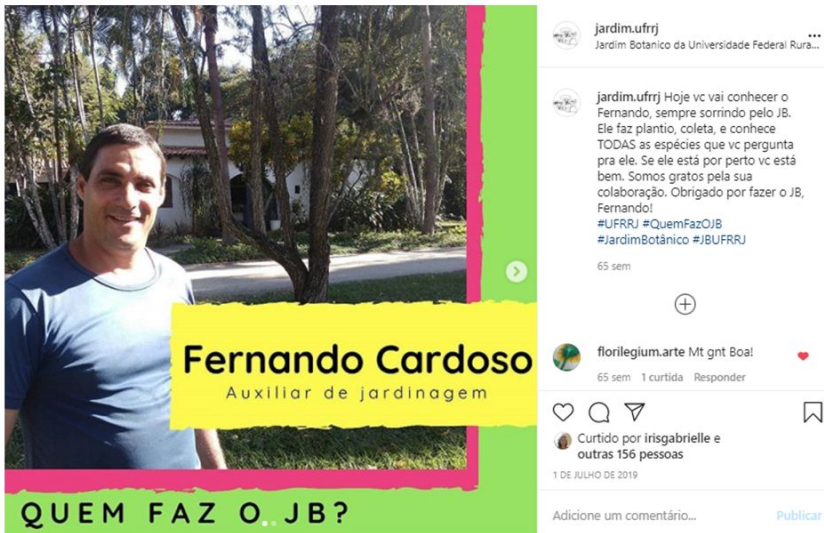 Fernando Cardoso
Auxiliar de jardinagem
QUEM FAZ O JB?
jardim.ufrrj
Jardim Botanico da Universidade Federal Rura...
jardim.ufrrj Hoje vc vai conhecer o
Fernando, sempre sorrindo pelo JB.
Ele faz plantio, coleta, e conhece
TODAS as espécies que vc pergunta
pra ele. Se ele está por perto vc está
bem. Somos gratos pela sua
colaboração. Obrigado por fazer o JB,
Fernando!
#UFRRJ #QuemFazOJB
#JardimBotânico #JBUFRRJ
65 sem
florilegium.arte Mt gnt Boa!
65 sem 1 curtida Responder
Curtido por irisgabrielle e
outras 156 pessoas
1 DE JULHO DE 2019
Adicione um comentário... Publicar